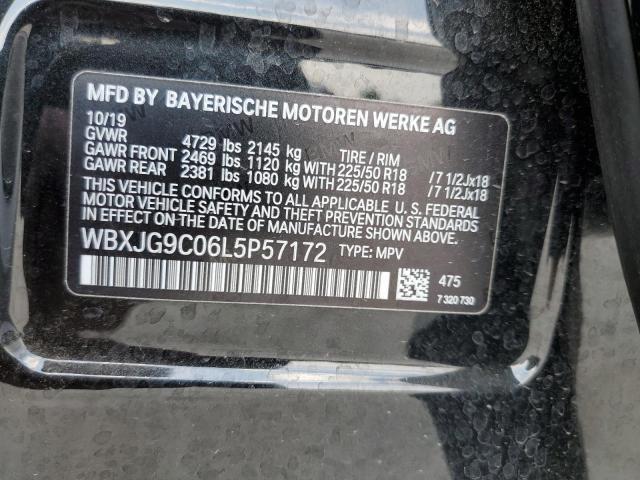 MFD BY BAYERISCHE MOTOREN WERKE AG
10/19
GVWR 4729 lbs 2145 kg TIRE / RIM
GAWR FRONT 2469 lbs 1120 kg WITH 225/50 R18 /7 1/2Jx18
GAWR REAR 2381 lbs 1080 kg WITH 225/50 R18 /7 1/2Jx18
THIS VEHICLE CONFORMS TO ALL APPLICABLE U. S. FEDERAL
MOTOR VEHICLE SAFETY, BUMPER, AND THEFT PREVENTION
STANDARDS IN EFFECT ON THE DATE OF MANUFACTURE SHOWN ABOVE.
WBXJG9C06L5P57172 TYPE: MPV
475
7 320 730